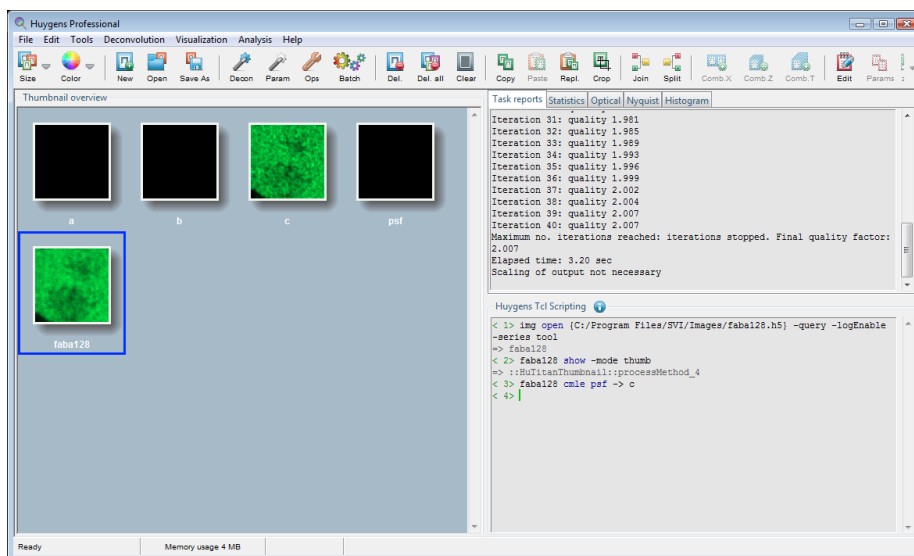 Huygens Professional
File Edit Tools Deconvolution Visualization Analysis Help
Size Color New Open Save As Decon Param Ops Batch Del. Del. all Clear Copy Paste Repl. Crop Join Split Comb.X Comb.Z Comb.T Edit Params
Thumbnail overview
a b c psf
faba128
Task reports Statistics Optical Nyquist Histogram
Iteration 31: quality 1.981
Iteration 32: quality 1.985
Iteration 33: quality 1.989
Iteration 34: quality 1.993
Iteration 35: quality 1.996
Iteration 36: quality 1.999
Iteration 37: quality 2.002
Iteration 38: quality 2.004
Iteration 39: quality 2.007
Iteration 40: quality 2.007
Maximum no. iterations reached: iterations stopped. Final quality factor:
2.007
Elapsed time: 3.20 sec
Scaling of output not necessary
Huygens Tcl Scripting
< 1> img open {C:/Program Files/SVI/Images/faba128.h5} -query -logEnable
-series tool
=> faba128
< 2> faba128 show -mode thumb
=> ::HuTitanThumbnail::processMethod_4
< 3> faba128 cmle psf -> c
< 4>
Ready Memory usage 4 MB